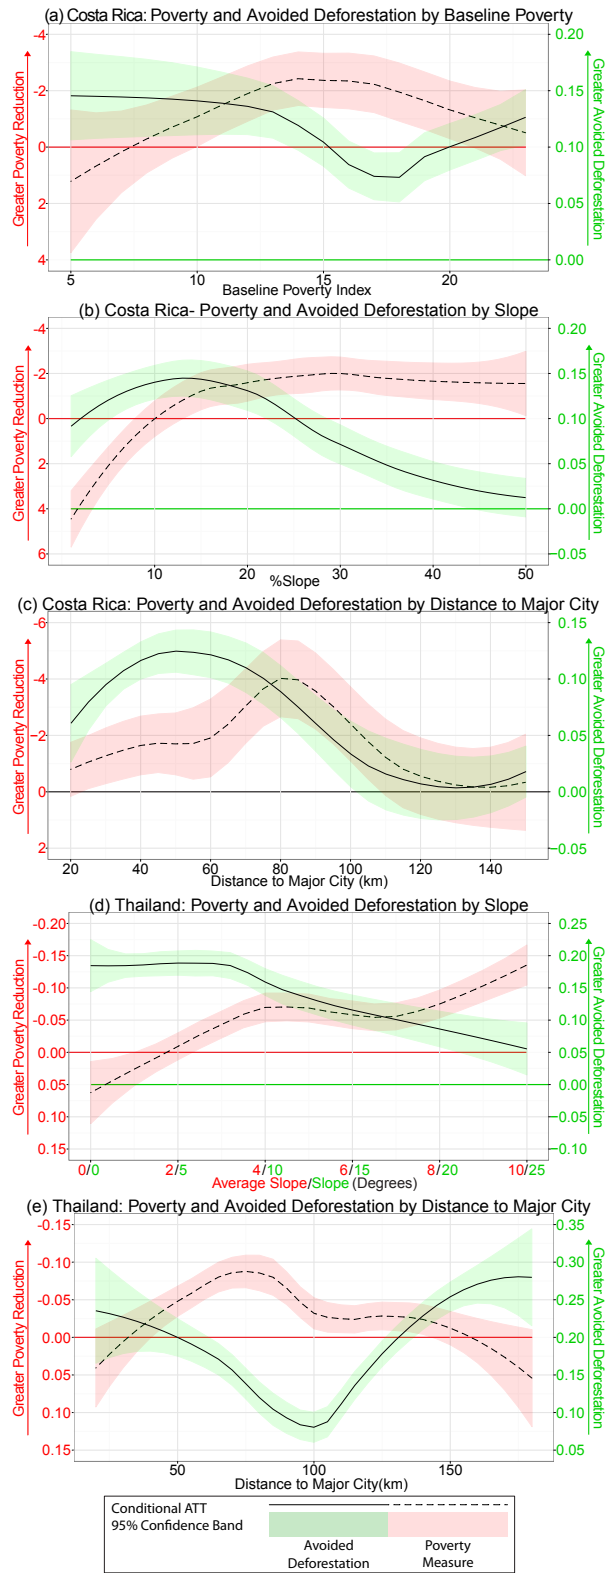 (a) Costa Rica: Poverty and Avoided Deforestation by Baseline Poverty
Greater Poverty Reduction
-4
-2
0
2
4
0.20
0.15
0.10
0.05
0.00
Greater Avoided Deforestation
5 10 15 20
Baseline Poverty Index
(b) Costa Rica- Poverty and Avoided Deforestation by Slope
Greater Poverty Reduction
-4
-2
0
2
4
6
0.20
0.15
0.10
0.05
0.00
−0.05
Greater Avoided Deforestation
10 20 30 40 50
%Slope
(c) Costa Rica: Poverty and Avoided Deforestation by Distance to Major City
Greater Poverty Reduction
-6
-4
-2
0
2
0.15
0.10
0.05
0.00
−0.05
Greater Avoided Deforestation
20 40 60 80 100 120 140
Distance to Major City (km)
(d) Thailand: Poverty and Avoided Deforestation by Slope
Greater Poverty Reduction
-0.20
-0.15
-0.10
-0.05
0.00
0.05
0.10
0.15
0.25
0.20
0.15
0.10
0.05
0.00
−0.05
−0.10
Greater Avoided Deforestation
0/0 2/5 4/10 6/15 8/20 10/25
Average Slope/Slope (Degrees)
(e) Thailand: Poverty and Avoided Deforestation by Distance to Major City
Greater Poverty Reduction
-0.15
-0.10
-0.05
0.00
0.05
0.10
0.15
0.35
0.30
0.25
0.20
0.15
0.10
0.05
Greater Avoided Deforestation
50 100 150
Distance to Major City(km)
Conditional ATT
95% Confidence Band
Avoided
Deforestation
Poverty
Measure